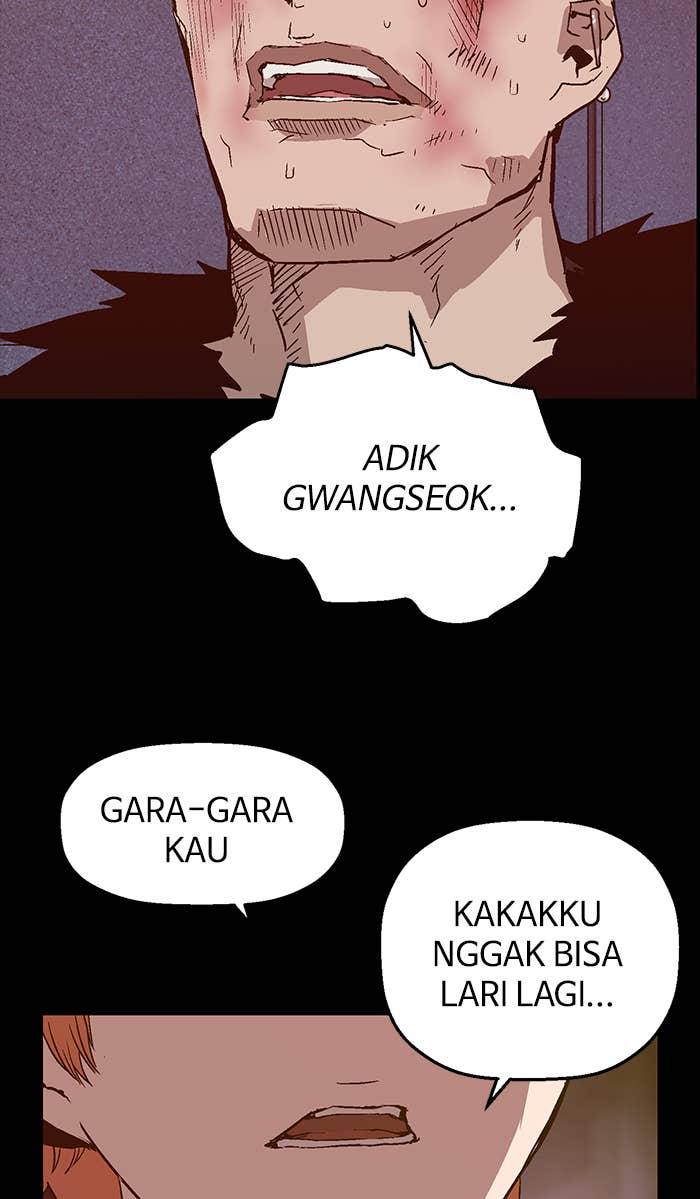 ADIK
GWANGSEOK...
GARA-GARA
KAU
KAKAKKU
NGGAK BISA
LARI LAGI...